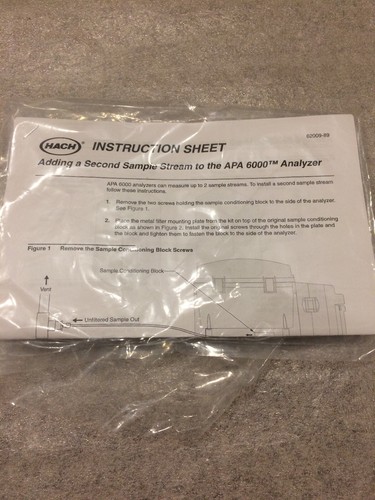 62009-89
HACH® INSTRUCTION SHEET
Adding a Second Sample Stream to the APA 6000™ Analyzer
APA 6000 analyzers can measure up to 2 sample streams. To install a second sample stream
follow these instructions.
1. Remove the two screws holding the sample conditioning block to the side of the analyzer.
See Figure 1.
2. Place the metal filter mounting plate from the kit on top of the original sample conditioning
block as shown in Figure 2. Install the original screws through the holes in the plate and
the block and tighten them to fasten the block to the side of the analyzer.
Figure 1 Remove the Sample Conditioning Block Screws
Sample Conditioning Block
Vent
Unfiltered Sample Out